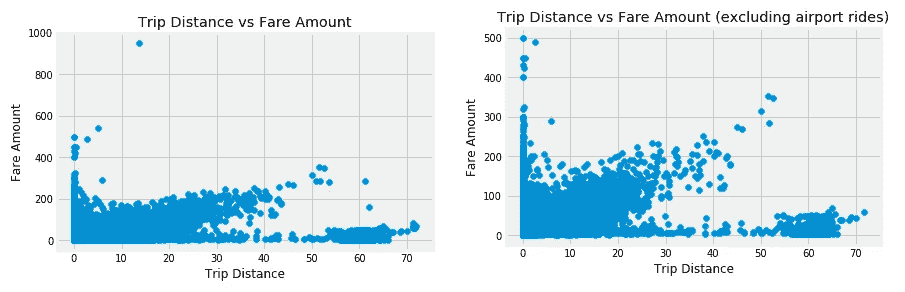 Trip Distance vs Fare Amount
1000
800
600
400
200
0
Fare Amount
0 10 20 30 40 50 60 70
Trip Distance
Trip Distance vs Fare Amount (excluding airport rides)
500
400
300
200
100
0
Fare Amount
0 10 20 30 40 50 60 70
Trip Distance